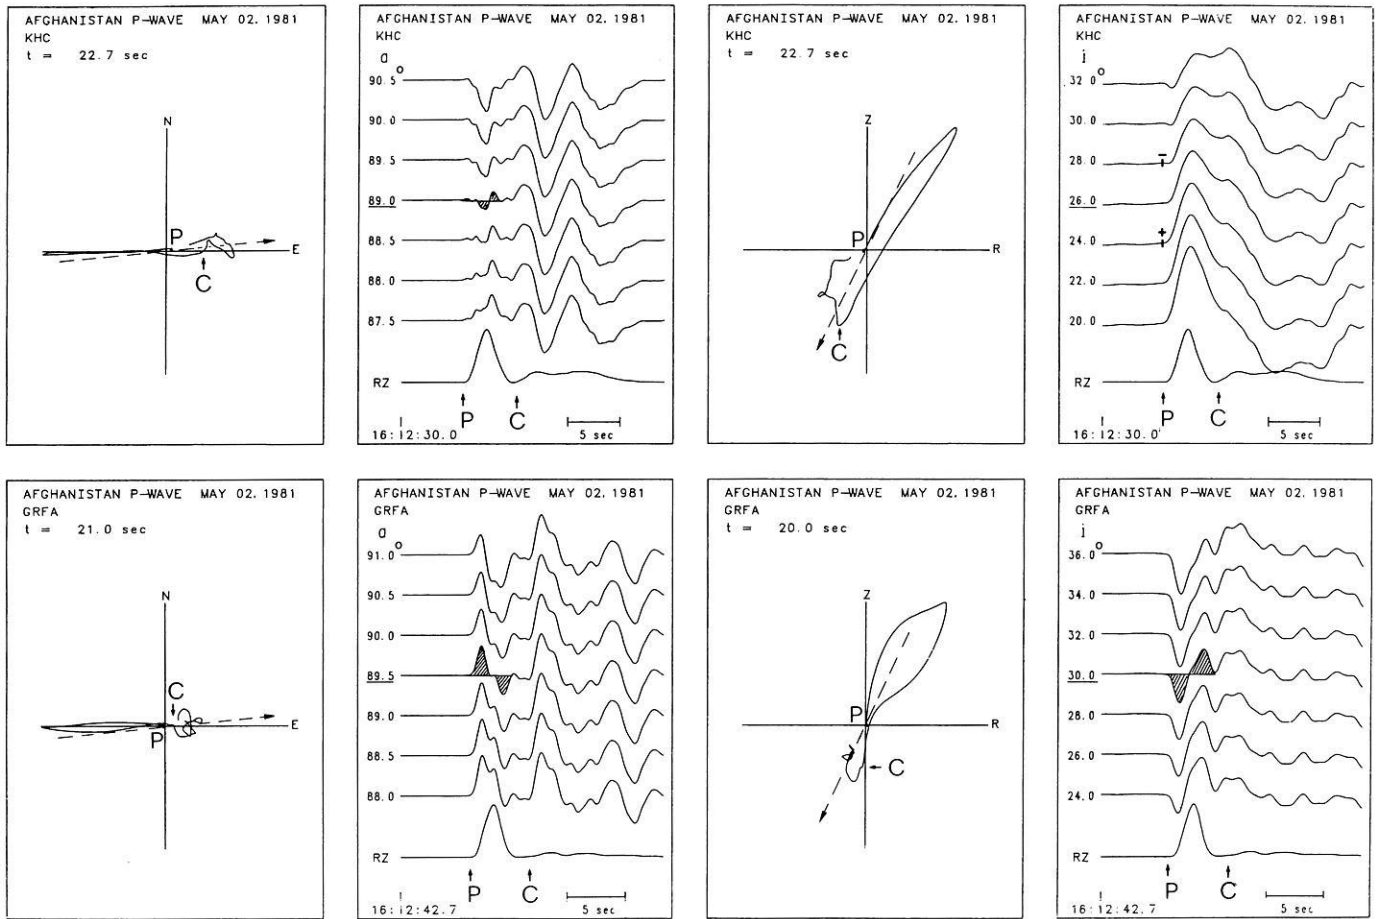 AFGHANISTAN P-WAVE MAY 02. 1981
KHC
t = 22.7 sec
N
P
E
C
AFGHANISTAN P-WAVE MAY 02. 1981
KHC
a
90.5°
90.0
89.5
89.0
88.5
88.0
87.5
RZ
P
C
16:12:30.0
5 sec
AFGHANISTAN P-WAVE MAY 02. 1981
KHC
t = 22.7 sec
Z
P
R
C
AFGHANISTAN P-WAVE MAY 02. 1981
KHC
i
32.0°
30.0
−
28.0
26.0
+
24.0
22.0
20.0
RZ
P
C
16:12:30.0
5 sec
AFGHANISTAN P-WAVE MAY 02. 1981
GRFA
t = 21.0 sec
N
C
E
P
AFGHANISTAN P-WAVE MAY 02. 1981
GRFA
a
91.0°
90.5
90.0
89.5
89.0
88.5
88.0
RZ
P
C
16:12:42.7
5 sec
AFGHANISTAN P-WAVE MAY 02. 1981
GRFA
t = 20.0 sec
Z
P
R
C
AFGHANISTAN P-WAVE MAY 02. 1981
GRFA
i
36.0°
34.0
32.0
30.0
28.0
26.0
24.0
RZ
P
C
16:12:42.7
5 sec